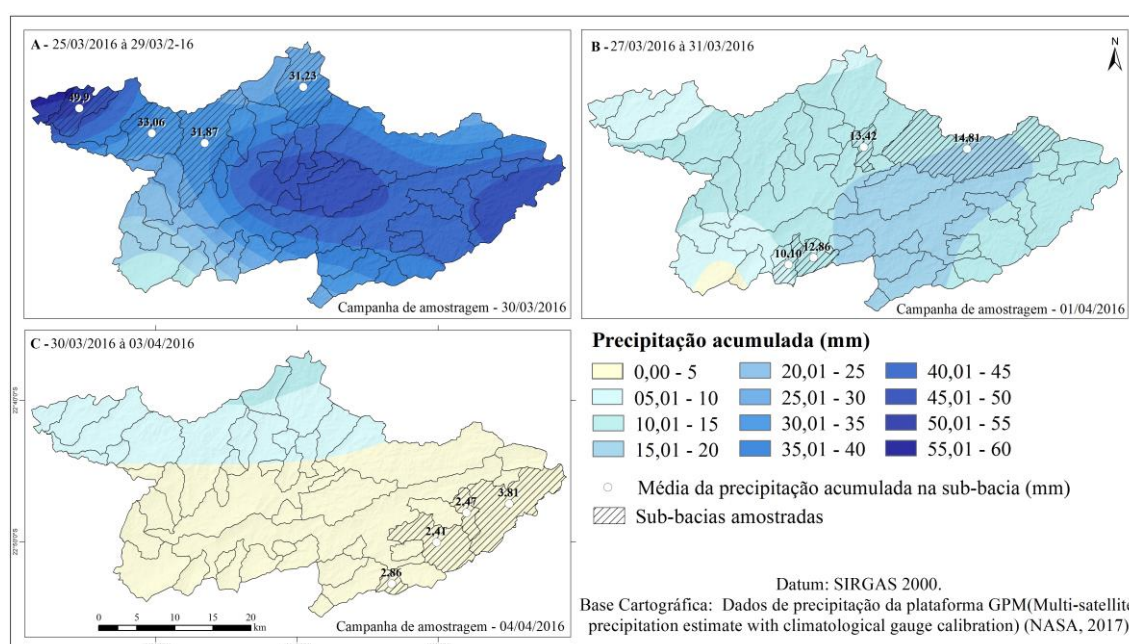 A - 25/03/2016 à 29/03/2-16
49,9
33,06
31,87
31,23
Campanha de amostragem - 30/03/2016
B - 27/03/2016 à 31/03/2016
N
13,42
14,81
10,10
12,86
Campanha de amostragem - 01/04/2016
C - 30/03/2016 à 03/04/2016
22°40'0"S
22°50'0"S
2,47
3,81
2,41
2,86
0 5 10 15 20
km
Campanha de amostragem - 04/04/2016
Precipitação acumulada (mm)
0,00 - 5
05,01 - 10
10,01 - 15
15,01 - 20
20,01 - 25
25,01 - 30
30,01 - 35
35,01 - 40
40,01 - 45
45,01 - 50
50,01 - 55
55,01 - 60
Média da precipitação acumulada na sub-bacia (mm)
Sub-bacias amostradas
Datum: SIRGAS 2000.
Base Cartográfica: Dados de precipitação da plataforma GPM(Multi-satellite
precipitation estimate with climatological gauge calibration) (NASA, 2017)